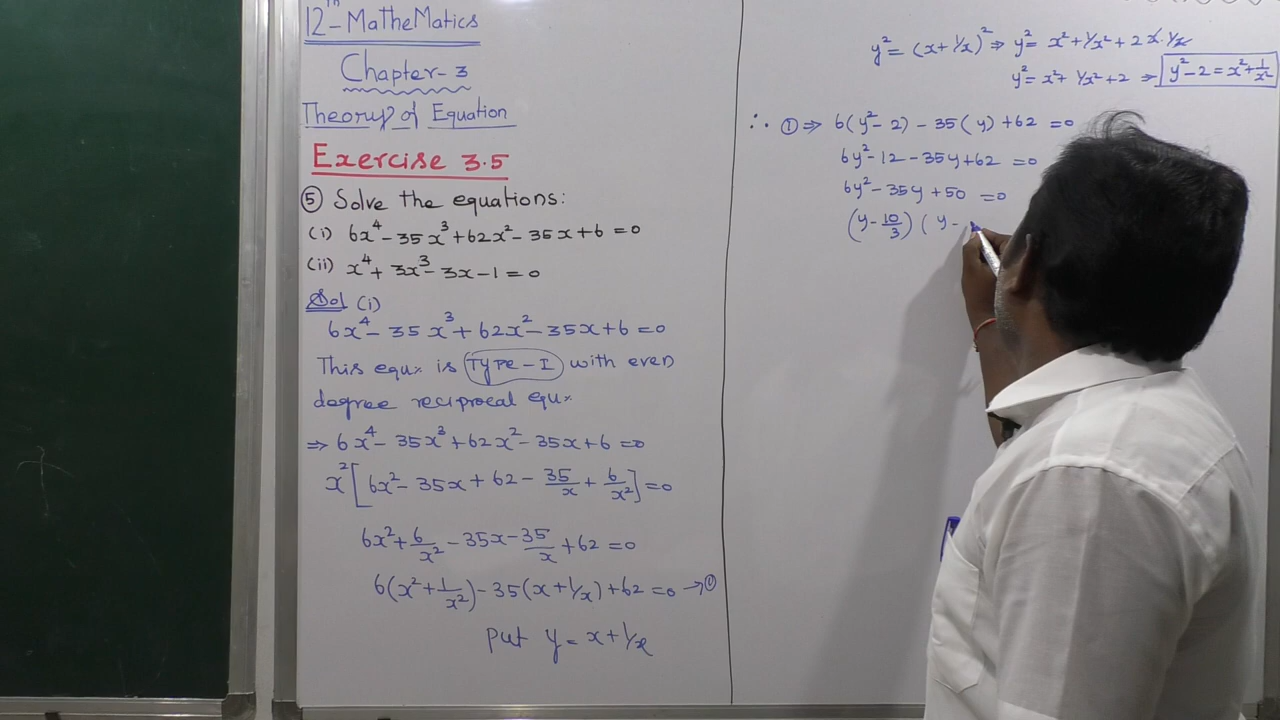 12th MatheMatics
Chapter-3
Theory of Equation
Exercise 3.5
⑤ Solve the equations:
(i) 6x⁴-35x³+62x²-35x+6=0
(ii) x⁴+3x³-3x-1=0
Sol (i)
6x⁴-35x³+62x²-35x+6=0
This equx. is TYPE-I with even
degree reciprocal equx.
⇒ 6x⁴-35x³+62x²-35x+6=0
x²[6x²-35x+62-35/x+6/x²]=0
6x²+6/x²-35x-35/x+62=0
6(x²+1/x²)-35(x+1/x)+62=0 →①
put y=x+1/x
y²=(x+1/x)² ⇒ y²=x²+1/x²+2x.1/x
y²=x²+1/x²+2 ⇒ y²-2=x²+1/x²
∴ ①⇒ 6(y²-2)-35(y)+62=0
6y²-12-35y+62=0
6y²-35y+50=0
(y-10/3)(y-